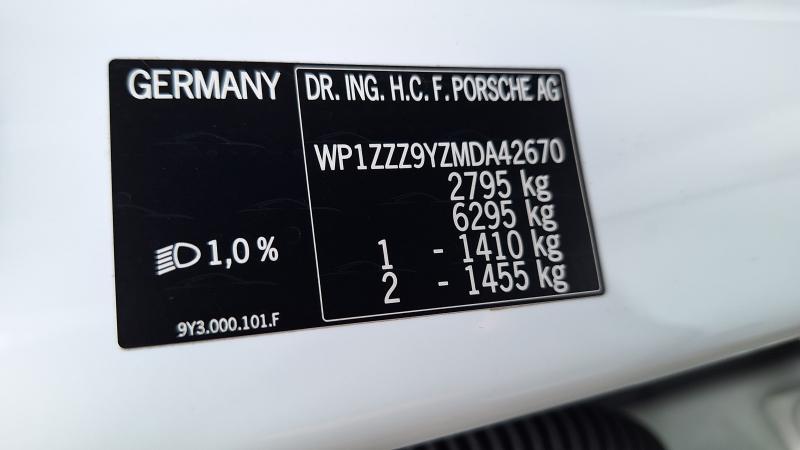 GERMANY
1,0 %
9Y3.000.101.F
DR. ING. H.C. F. PORSCHE AG
WP1ZZZ9YZMDA42670
2795 kg
6295 kg
1 - 1410 kg
2 - 1455 kg